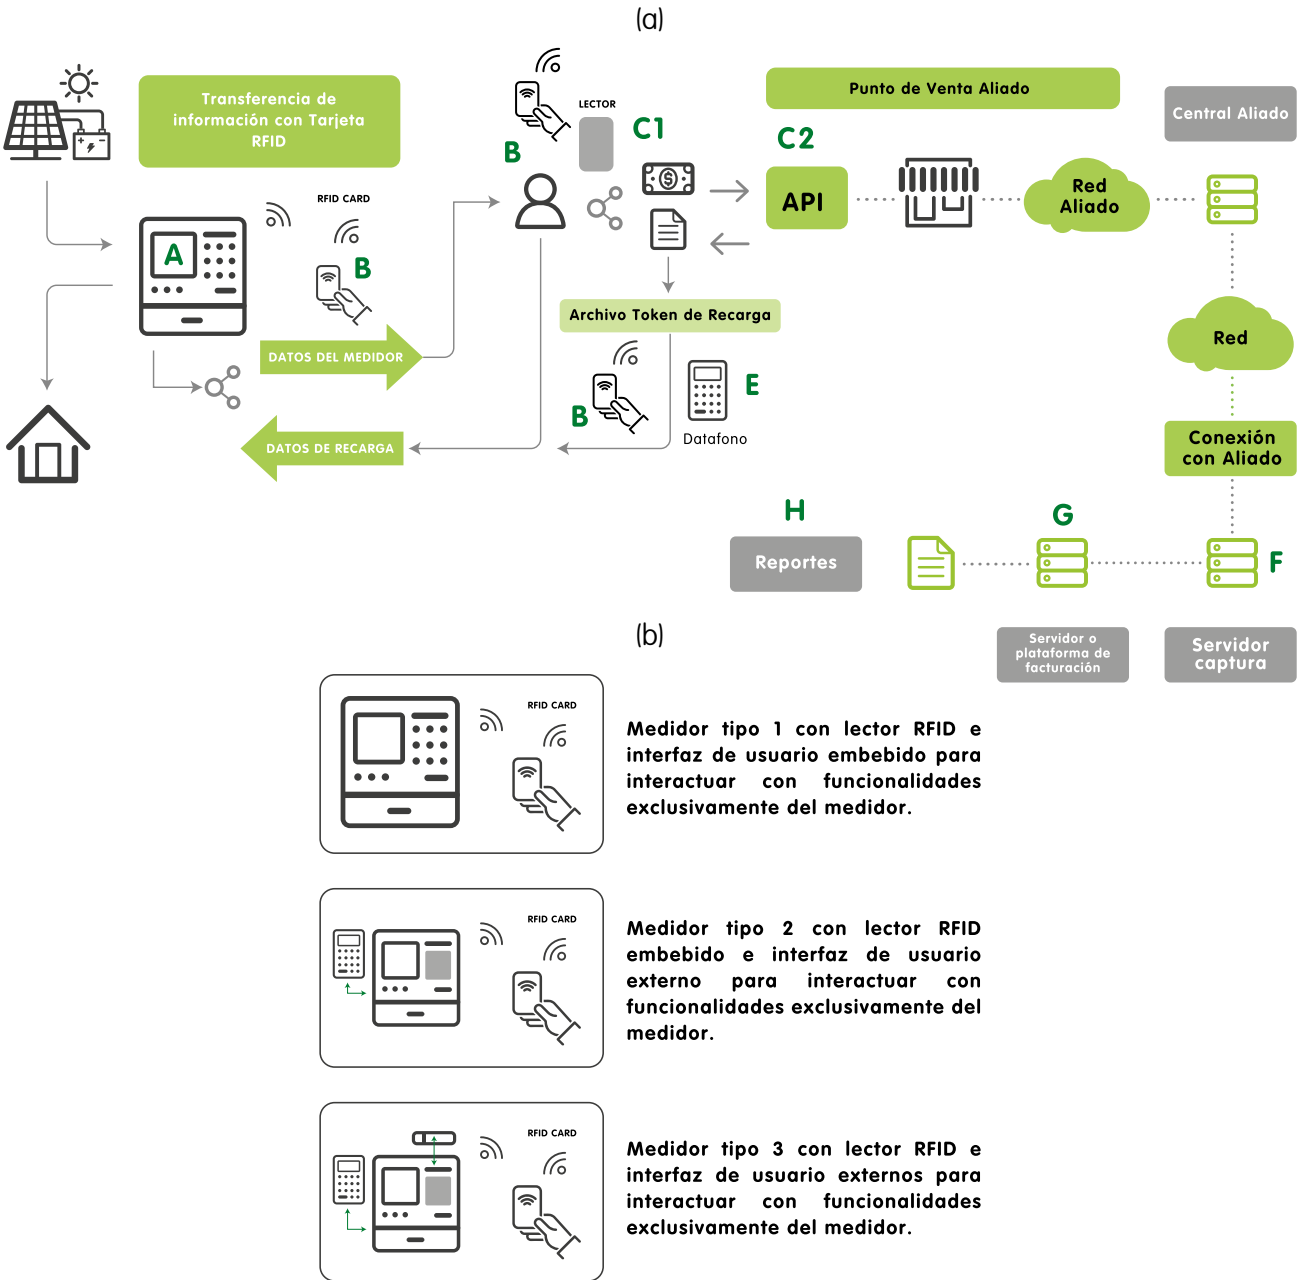 (a)
Transferencia de
información con Tarjeta
RFID
LECTOR
C1
B
Punto de Venta Aliado
Central Aliado
C2
API
Red
Aliado
RFID CARD
A
B
Archivo Token de Recarga
DATOS DEL MEDIDOR
B
E
Datafono
DATOS DE RECARGA
Red
Conexión
con Aliado
H
G
F
Reportes
Servidor o
plataforma de
facturación
Servidor
captura
(b)
RFID CARD
Medidor tipo 1 con lector RFID e
interfaz de usuario embebido para
interactuar con funcionalidades
exclusivamente del medidor.
RFID CARD
Medidor tipo 2 con lector RFID
embebido e interfaz de usuario
externo para interactuar con
funcionalidades exclusivamente del
medidor.
RFID CARD
Medidor tipo 3 con lector RFID e
interfaz de usuario externos para
interactuar con funcionalidades
exclusivamente del medidor.